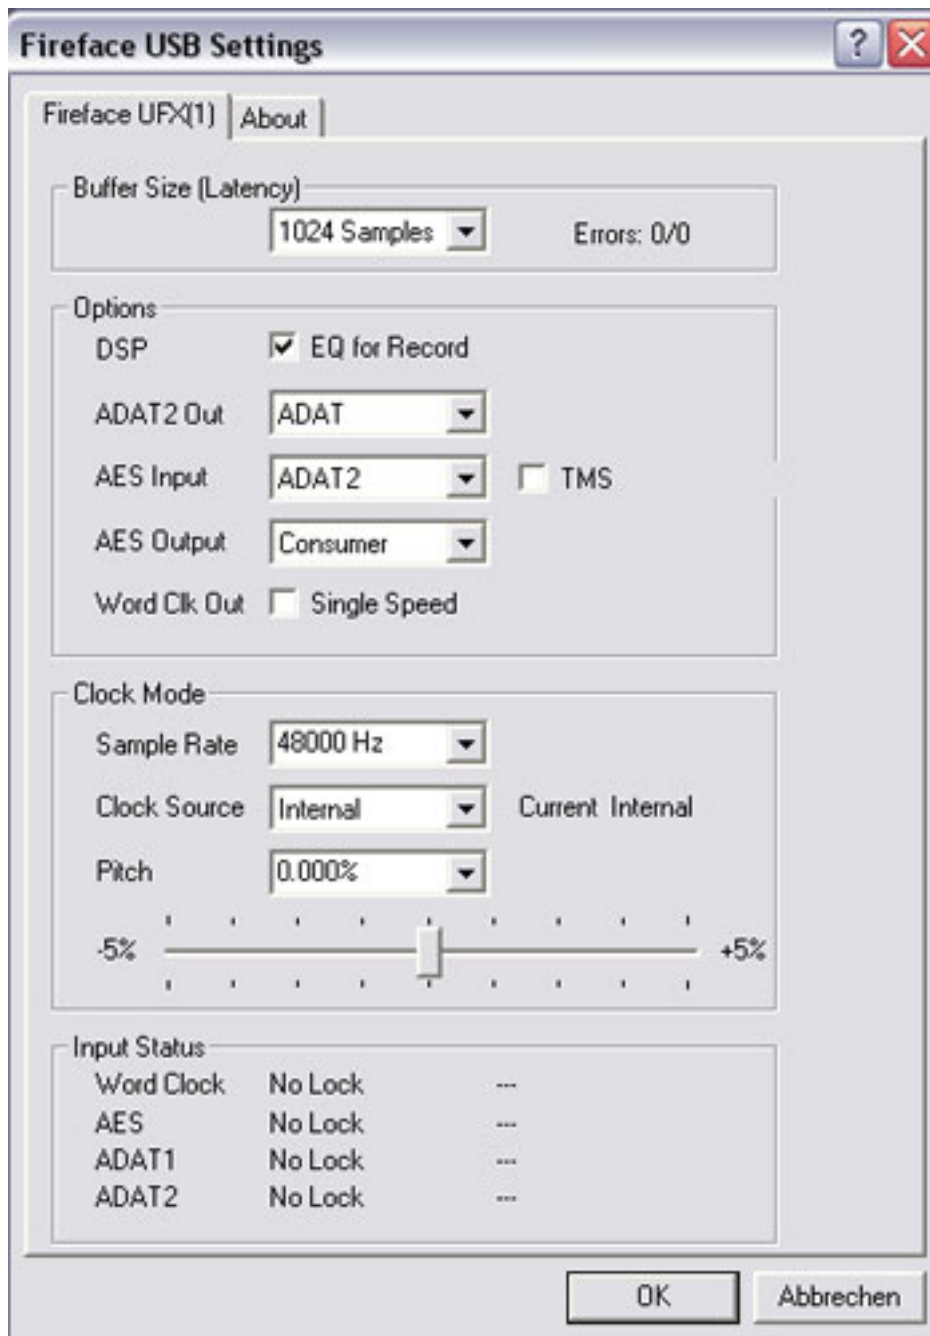 Fireface USB Settings
Fireface UFX(1) About
Buffer Size (Latency)
1024 Samples Errors: 0/0
Options
DSP EQ for Record
ADAT2 Out ADAT
AES Input ADAT2 TMS
AES Output Consumer
Word Clk Out Single Speed
Clock Mode
Sample Rate 48000 Hz
Clock Source Internal Current Internal
Pitch 0.000%
-5% +5%
Input Status
Word Clock No Lock ---
AES No Lock ---
ADAT1 No Lock ---
ADAT2 No Lock ---
OK Abbrechen